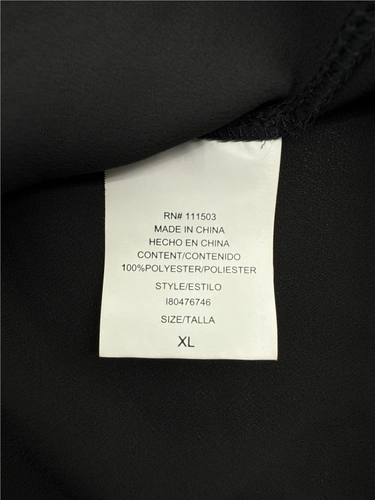 RN# 111503
MADE IN CHINA
HECHO EN CHINA
CONTENT/CONTENIDO
100%POLYESTER/POLIESTER
STYLE/ESTILO
I80476746
SIZE/TALLA
XL